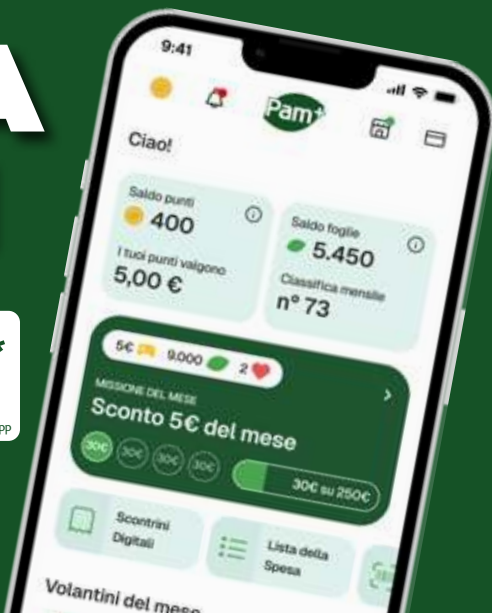 A
PP
9:41
Pam+
Ciao!
Saldo punti
400
I tuoi punti valgono
5,00 €
Saldo foglie
5.450
Classifica mensile
n° 73
5€ 9.000 2
MISSIONE DEL MESE
Sconto 5€ del mese
30€ 30€ 30€ 30€
30€ su 250€
Scontrini
Digitali
Lista della
Spesa
Volantini del mese